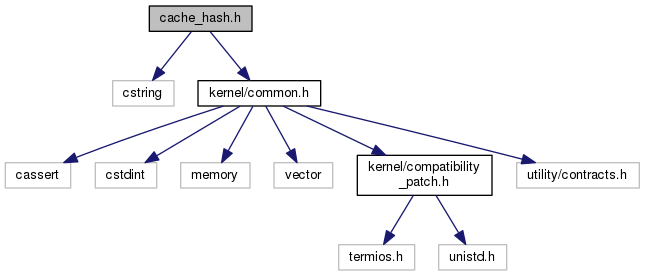 cache_hash.h
cstring
kernel/common.h
cassert
cstdint
memory
vector
kernel/compatibility
_patch.h
utility/contracts.h
termios.h
unistd.h